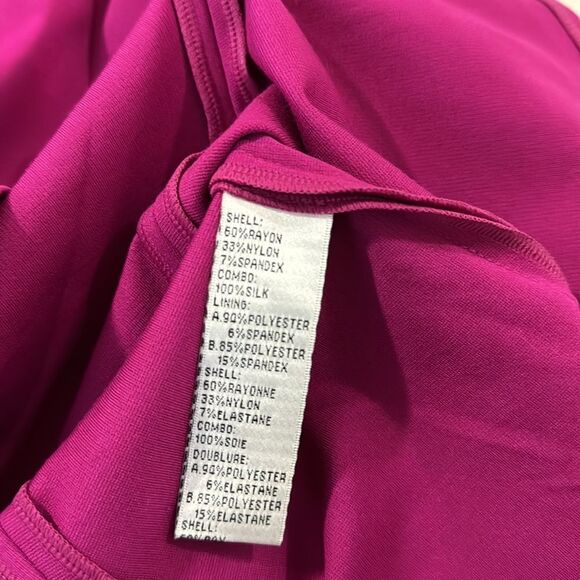 SHELL:
60%RAYON
33%NYLON
7%SPANDEX
COMBO:
100%SILK
LINING:
A.94%POLYESTER
6%SPANDEX
B.85%POLYESTER
15%SPANDEX
SHELL:
60%RAYONNE
33%NYLON
7%ELASTANE
COMBO:
100%SOIE
DOUBLURE:
A.94%POLYESTER
6%ELASTANE
B.85%POLYESTER
15%ELASTANE
SHELL: